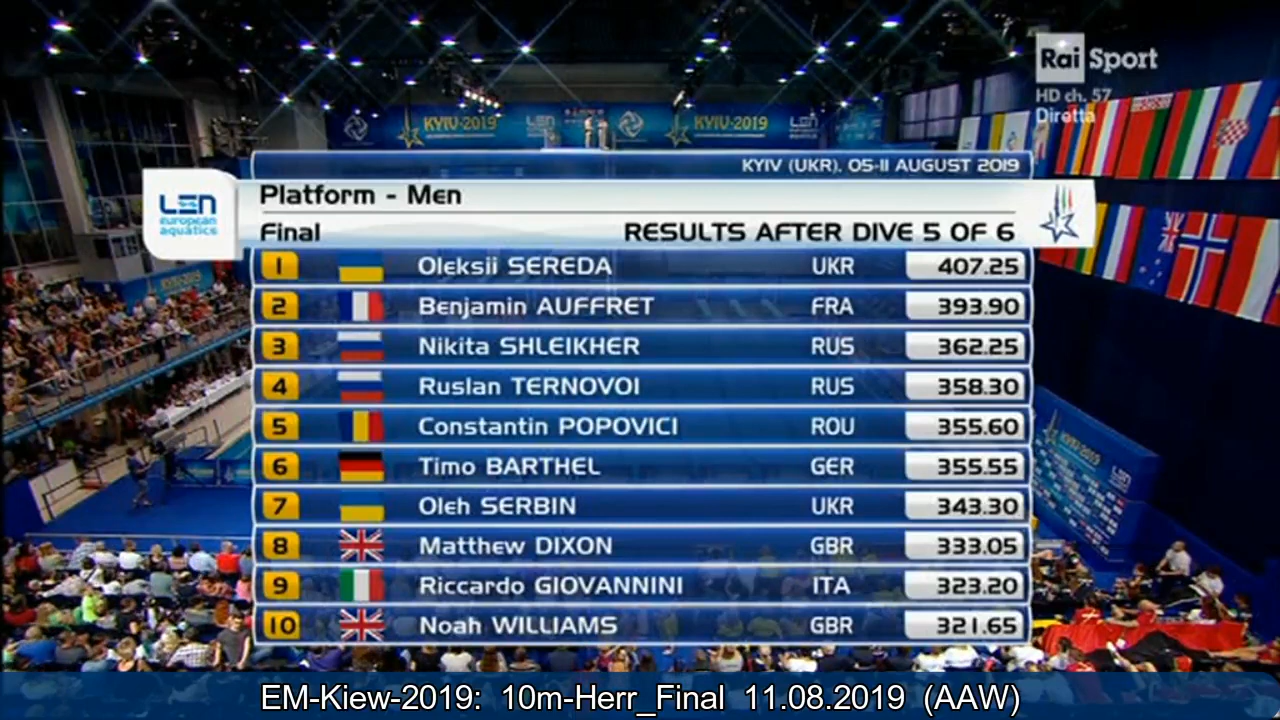 Rai Sport
HD ch. 57
Diretta
KYIV-2019
LEN
KYIV-2019
LEN
KYIV (UKR), 05-11 AUGUST 2019
LEN
european
aquatics
Platform - Men
Final RESULTS AFTER DIVE 5 OF 6
1 Oleksii SEREDA UKR 407.25
2 Benjamin AUFFRET FRA 393.90
3 Nikita SHLEIKHER RUS 362.25
4 Ruslan TERNOVOI RUS 358.30
5 Constantin POPOVICI ROU 355.60
6 Timo BARTHEL GER 355.55
7 Oleh SERBIN UKR 343.30
8 Matthew DIXON GBR 333.05
9 Riccardo GIOVANNINI ITA 323.20
10 Noah WILLIAMS GBR 321.65
KYIV-2019
LEN
EM-Kiew-2019: 10m-Herr_Final 11.08.2019 (AAW)